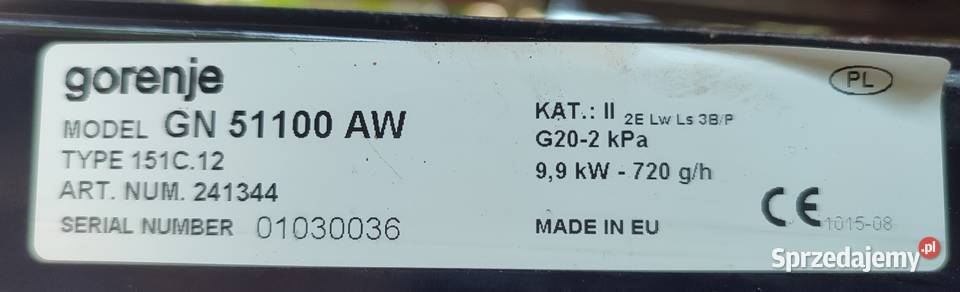 gorenje
MODEL GN 51100 AW
TYPE 151C.12
ART. NUM. 241344
SERIAL NUMBER 01030036
PL
KAT.: II 2E Lw Ls 3B/P
G20-2 kPa
9,9 kW - 720 g/h
MADE IN EU
CE 1015-08
Sprzedajemy.pl